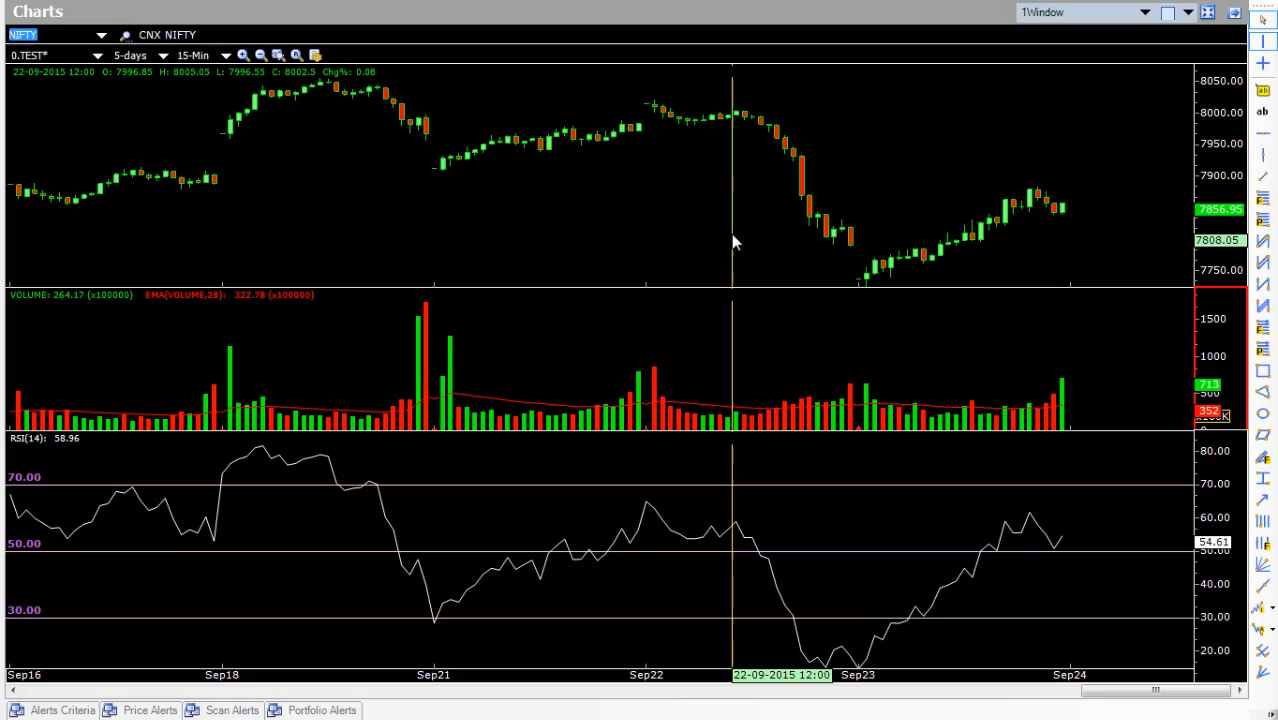 Charts
1Window
NIFTY CNX NIFTY
0.TEST* 5-days 15-Min
22-09-2015 12:00 O: 7996.85 H: 8005.05 L: 7996.55 C: 8002.5 Chg%: 0.08
8050.00
8000.00
7950.00
7900.00
7856.95
7808.05
7750.00
ab
ab
VOLUME: 264.17 (x100000) EMA(VOLUME,28): 322.78 (x100000)
1500
1000
713
500
352
RSI(14): 58.96
80.00
70.00 70.00
60.00
54.61
50.00 50.00
40.00
30.00 30.00
20.00
Sep16 Sep18 Sep21 Sep22 22-09-2015 12:00 Sep23 Sep24
Alerts Criteria Price Alerts Scan Alerts Portfolio Alerts